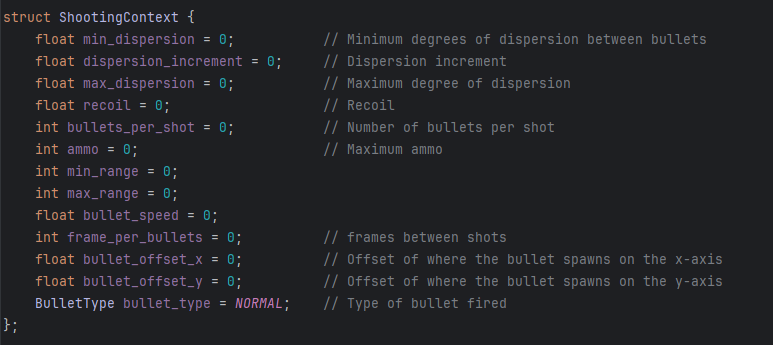 struct ShootingContext {
    float min_dispersion = 0;           // Minimum degrees of dispersion between bullets
    float dispersion_increment = 0;     // Dispersion increment
    float max_dispersion = 0;           // Maximum degree of dispersion
    float recoil = 0;                   // Recoil
    int bullets_per_shot = 0;           // Number of bullets per shot
    int ammo = 0;                       // Maximum ammo
    int min_range = 0;
    int max_range = 0;
    float bullet_speed = 0;
    int frame_per_bullets = 0;          // frames between shots
    float bullet_offset_x = 0;          // Offset of where the bullet spawns on the x-axis
    float bullet_offset_y = 0;          // Offset of where the bullet spawns on the y-axis
    BulletType bullet_type = NORMAL;    // Type of bullet fired
};